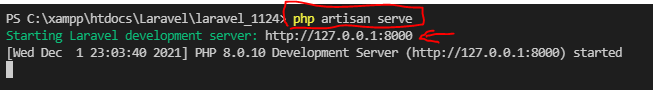 PS C:\xampp\htdocs\Laravel\laravel_1124> php artisan serve
Starting Laravel development server: http://127.0.0.1:8000
[Wed Dec  1 23:03:40 2021] PHP 8.0.10 Development Server (http://127.0.0.1:8000) started